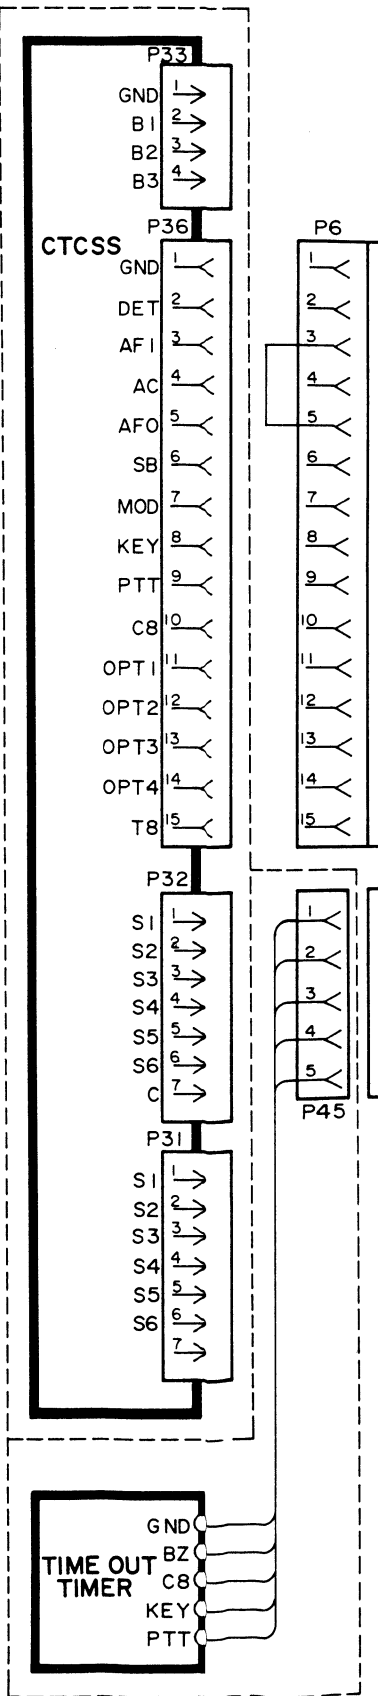 P33
GND 1
B1 2
B2 3
B3 4
P36
CTCSS
GND 1
DET 2
AF1 3
AC 4
AFO 5
SB 6
MOD 7
KEY 8
PTT 9
C8 10
OPT1 11
OPT2 12
OPT3 13
OPT4 14
T8 15
P6
1
2
3
4
5
6
7
8
9
10
11
12
13
14
15
P32
S1 1
S2 2
S3 3
S4 4
S5 5
S6 6
C 7
P31
S1 1
S2 2
S3 3
S4 4
S5 5
S6 6
7
1
2
3
4
5
P45
TIME OUT
TIMER
GND
BZ
C8
KEY
PTT